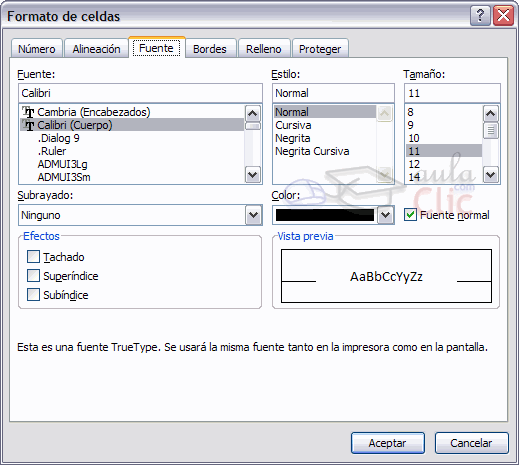 Formato de celdas
Número Alineación Fuente Bordes Relleno Proteger
Fuente: Estilo: Tamaño:
Calibri Normal 11
Cambria (Encabezados) Normal 8
Calibri (Cuerpo) Cursiva 9
.Dialog 9 Negrita 10
.Ruler Negrita Cursiva 11
ADMUI3Lg 12
ADMUI3Sm 14
aula
.com
Clic
Subrayado: Color:
Ninguno Fuente normal
Efectos Vista previa
Tachado
Superíndice AaBbCcYyZz
Subíndice
Esta es una fuente TrueType. Se usará la misma fuente tanto en la impresora como en la pantalla.
Aceptar Cancelar